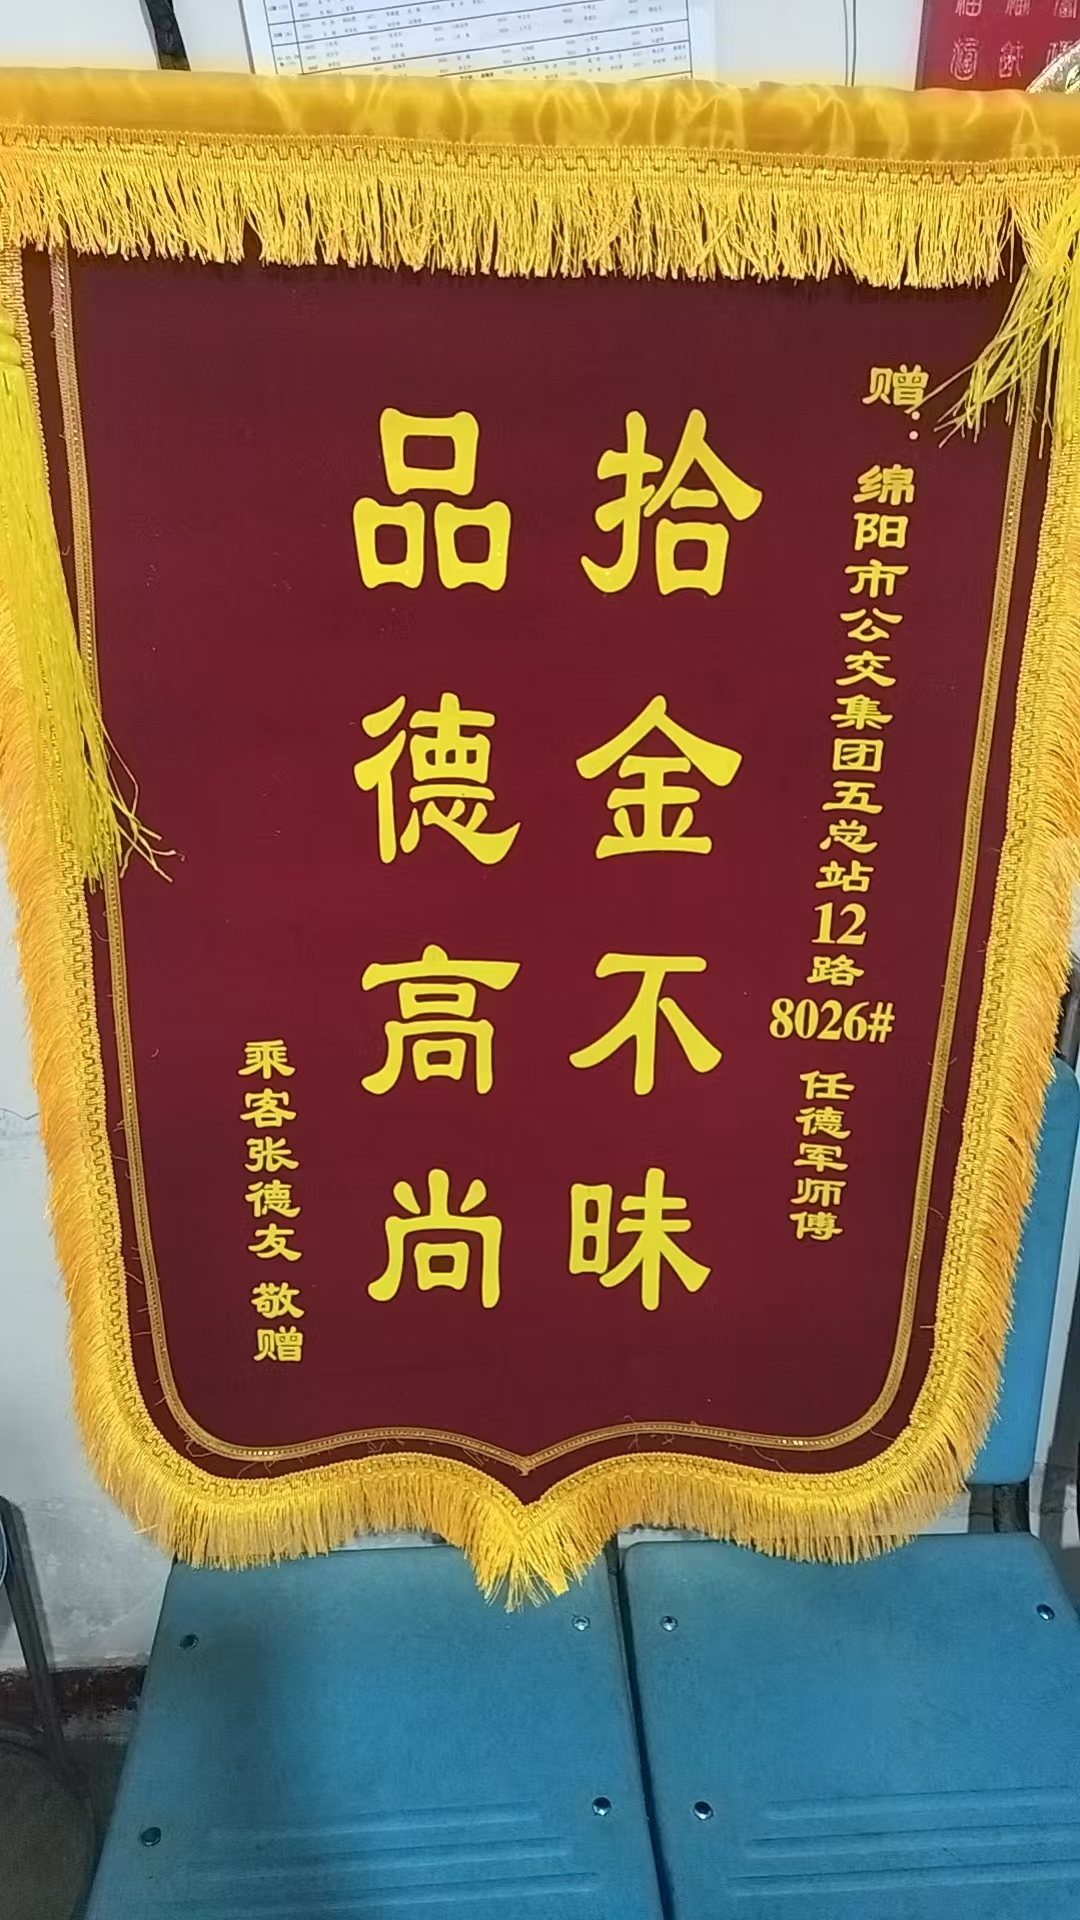 赠：绵阳市公交集团五总站12路8026# 任德军师傅
拾金不昧
品德高尚
乘客张德友 敬赠